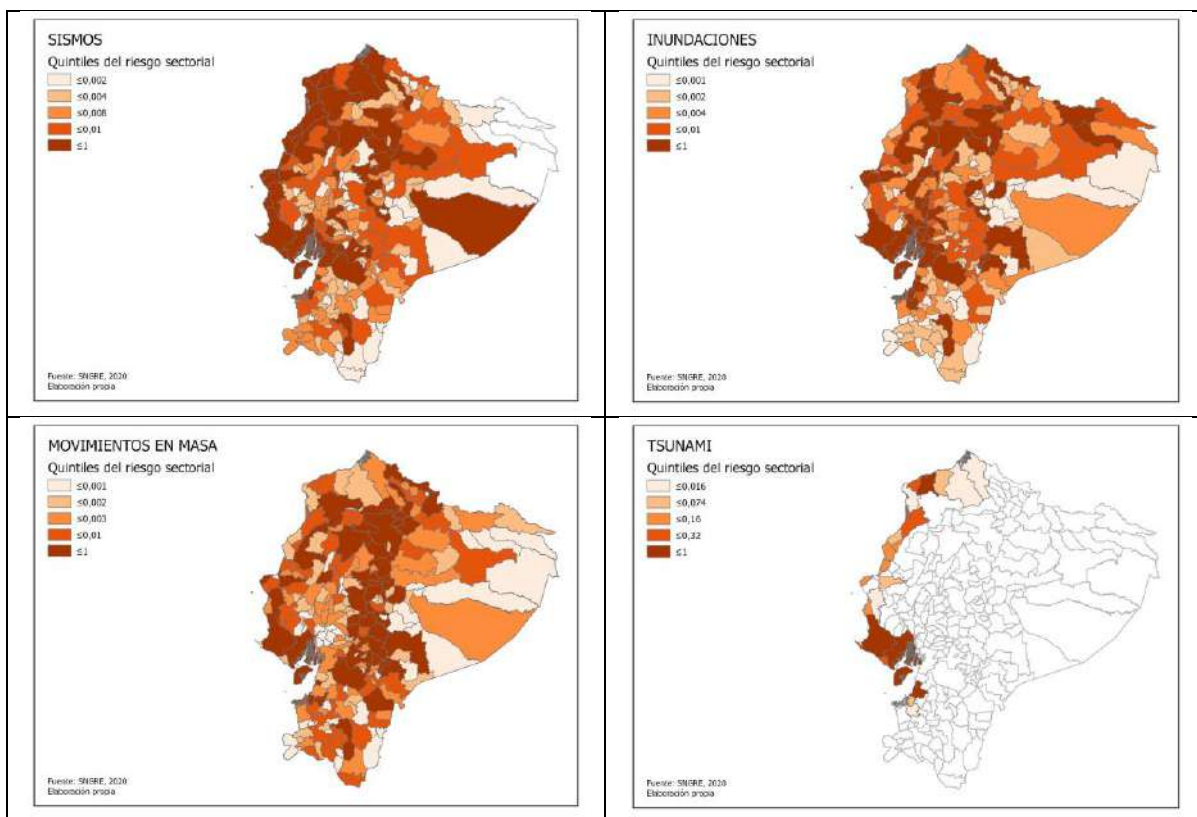 SISMOS
Quintiles del riesgo sectorial
≤0,002
≤0,004
≤0,008
≤0,01
≤1
Fuente: SNGRE, 2020
Elaboración propia
INUNDACIONES
Quintiles del riesgo sectorial
≤0,001
≤0,002
≤0,004
≤0,01
≤1
Fuente: SNGRE, 2020
Elaboración propia
MOVIMIENTOS EN MASA
Quintiles del riesgo sectorial
≤0,001
≤0,002
≤0,003
≤0,01
≤1
Fuente: SNGRE, 2020
Elaboración propia
TSUNAMI
Quintiles del riesgo sectorial
≤0,016
≤0,074
≤0,16
≤0,32
≤1
Fuente: SNGRE, 2020
Elaboración propia